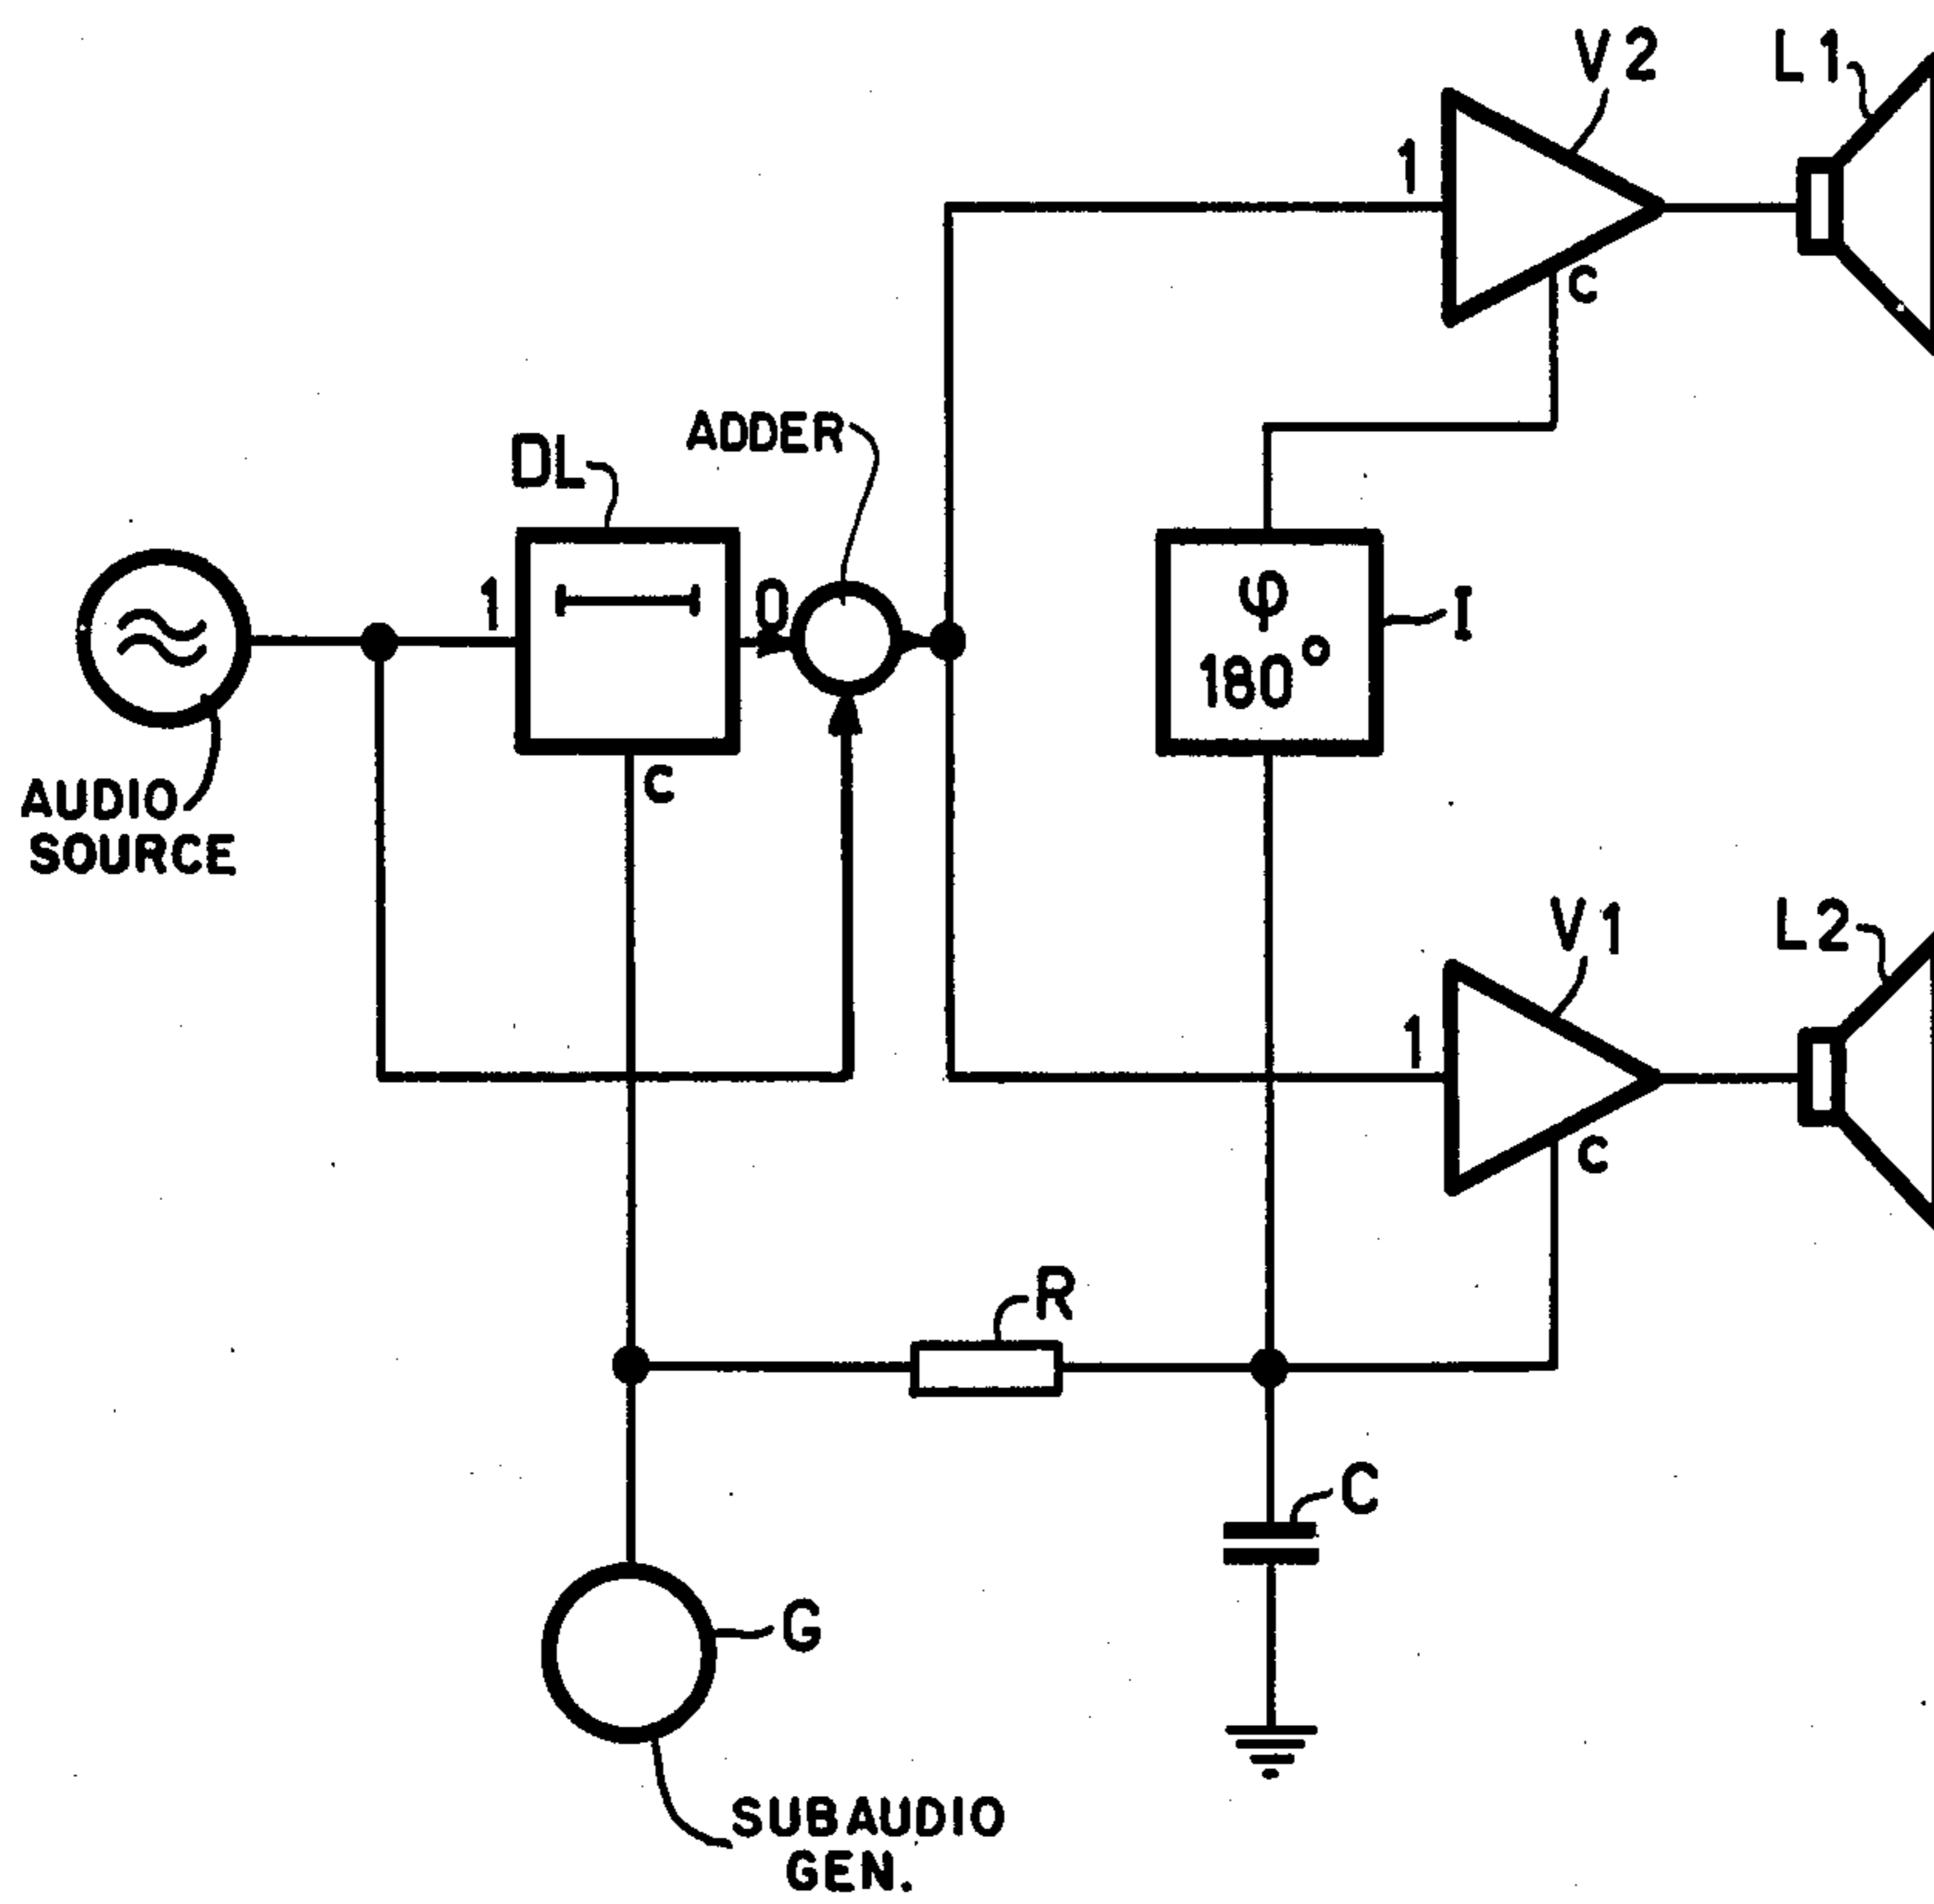 V2
L1
1
C
ADDER
DL
1
0
φ
180°
I
AUDIO
SOURCE
C
V1
L2
1
C
R
C
G
SUBAUDIO
GEN.